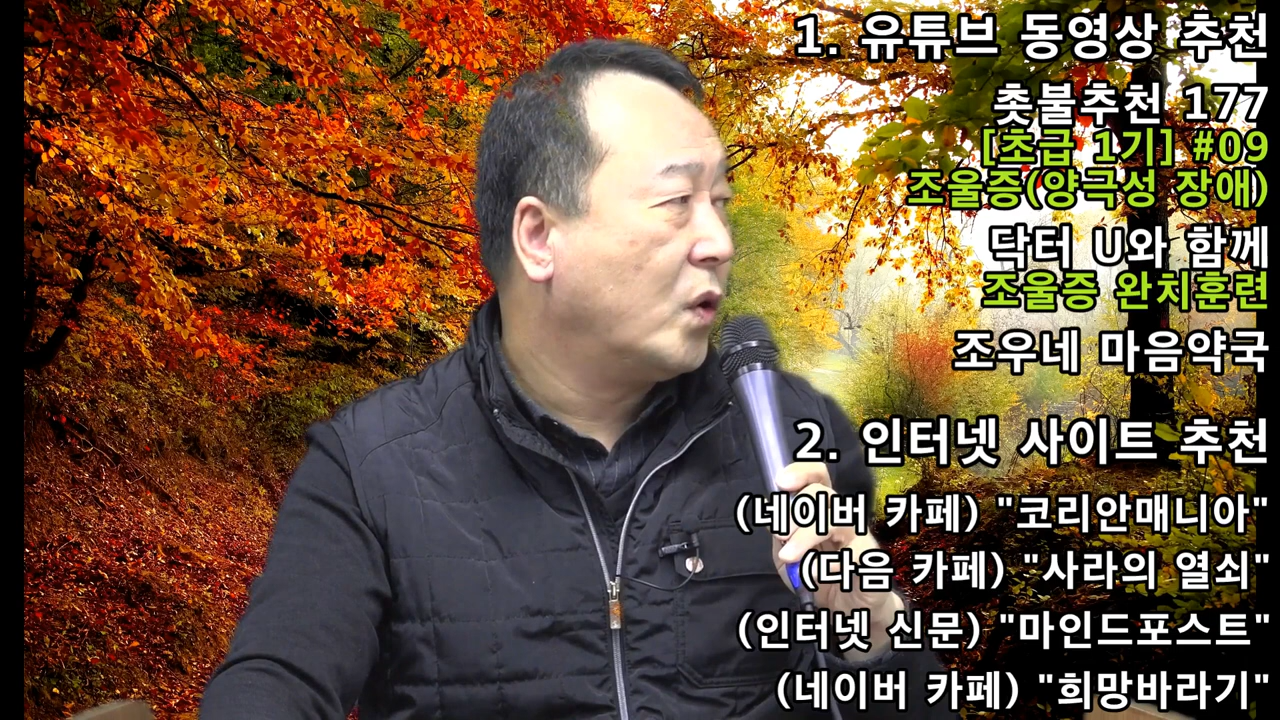 1. 유튜브 동영상 추천
촛불추천 177
[초급 1기] #09
조울증(양극성 장애)
닥터 U와 함께
조울증 완치훈련
조우네 마음약국
2. 인터넷 사이트 추천
(네이버 카페) "코리안매니아"
(다음 카페) "사라의 열쇠"
(인터넷 신문) "마인드포스트"
(네이버 카페) "희망바라기"